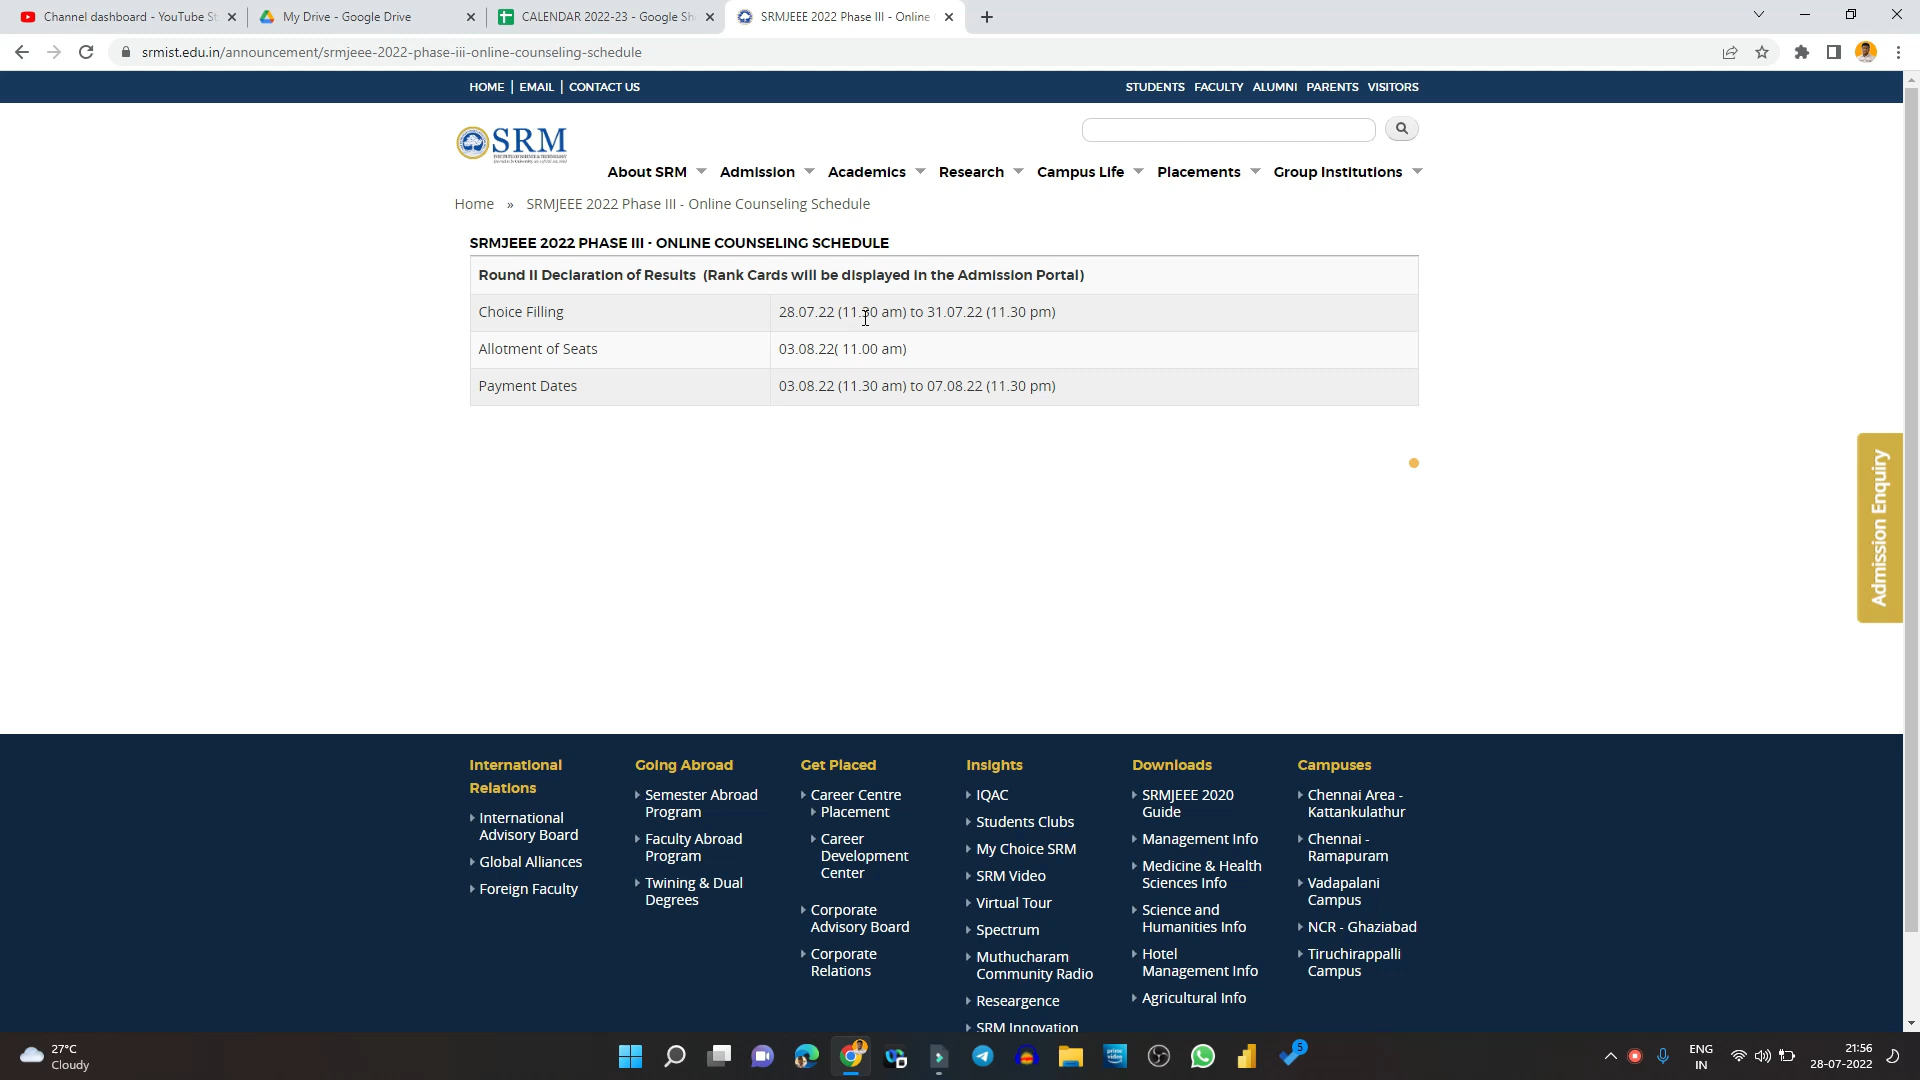 Channel dashboard - YouTube St
My Drive - Google Drive
CALENDAR 2022-23 - Google Sh
SRMJEEE 2022 Phase III - Online
srmist.edu.in/announcement/srmjeee-2022-phase-iii-online-counseling-schedule
HOME | EMAIL | CONTACT US
STUDENTS FACULTY ALUMNI PARENTS VISITORS
SRM
About SRM Admission Academics Research Campus Life Placements Group Institutions
Home » SRMJEEE 2022 Phase III - Online Counseling Schedule
SRMJEEE 2022 PHASE III - ONLINE COUNSELING SCHEDULE
Round II Declaration of Results (Rank Cards will be displayed in the Admission Portal)
Choice Filling 28.07.22 (11.30 am) to 31.07.22 (11.30 pm)
Allotment of Seats 03.08.22( 11.00 am)
Payment Dates 03.08.22 (11.30 am) to 07.08.22 (11.30 pm)
Admission Enquiry
International
Relations
International
Advisory Board
Global Alliances
Foreign Faculty
Going Abroad
Semester Abroad
Program
Faculty Abroad
Program
Twining & Dual
Degrees
Get Placed
Career Centre
Placement
Career
Development
Center
Corporate
Advisory Board
Corporate
Relations
Insights
IQAC
Students Clubs
My Choice SRM
SRM Video
Virtual Tour
Spectrum
Muthucharam
Community Radio
Researgence
SRM Innovation
Downloads
SRMJEEE 2020
Guide
Management Info
Medicine & Health
Sciences Info
Science and
Humanities Info
Hotel
Management Info
Agricultural Info
Campuses
Chennai Area -
Kattankulathur
Chennai -
Ramapuram
Vadapalani
Campus
NCR - Ghaziabad
Tiruchirappalli
Campus
27°C
Cloudy
prime video
5
ENG
IN
21:56
28-07-2022